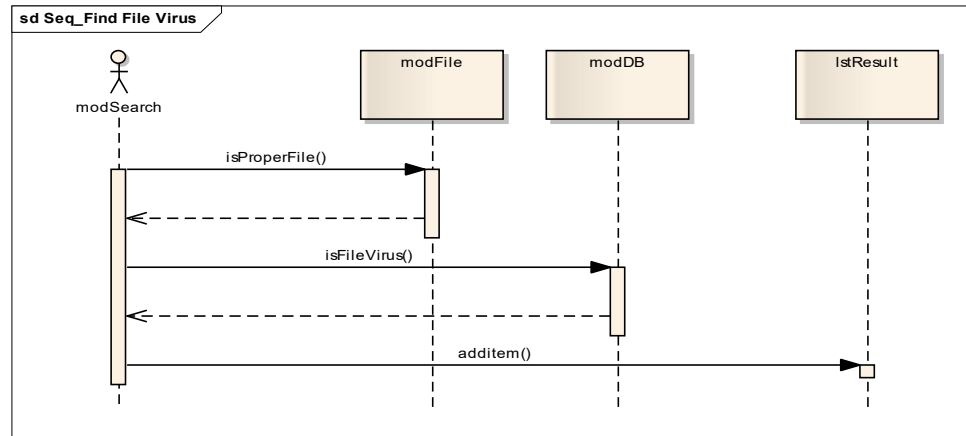 sd Seq_Find File Virus
modSearch
modFile
modDB
lstResult
isProperFile()
isFileVirus()
additem()